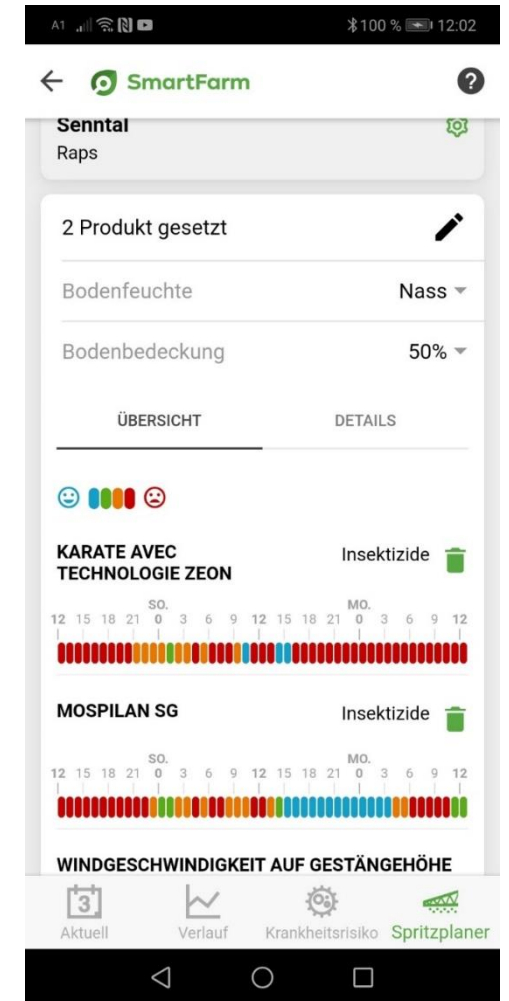 A1 100 % 12:02
SmartFarm ?
Senntal
Raps
2 Produkt gesetzt
Bodenfeuchte Nass
Bodenbedeckung 50%
ÜBERSICHT DETAILS
KARATE AVEC
TECHNOLOGIE ZEON
Insektizide
SO. MO.
12 15 18 21 0 3 6 9 12 15 18 21 0 3 6 9 12
MOSPILAN SG Insektizide
SO. MO.
12 15 18 21 0 3 6 9 12 15 18 21 0 3 6 9 12
WINDGESCHWINDIGKEIT AUF GESTÄNGEHÖHE
3
Aktuell Verlauf Krankheitsrisiko Spritzplaner